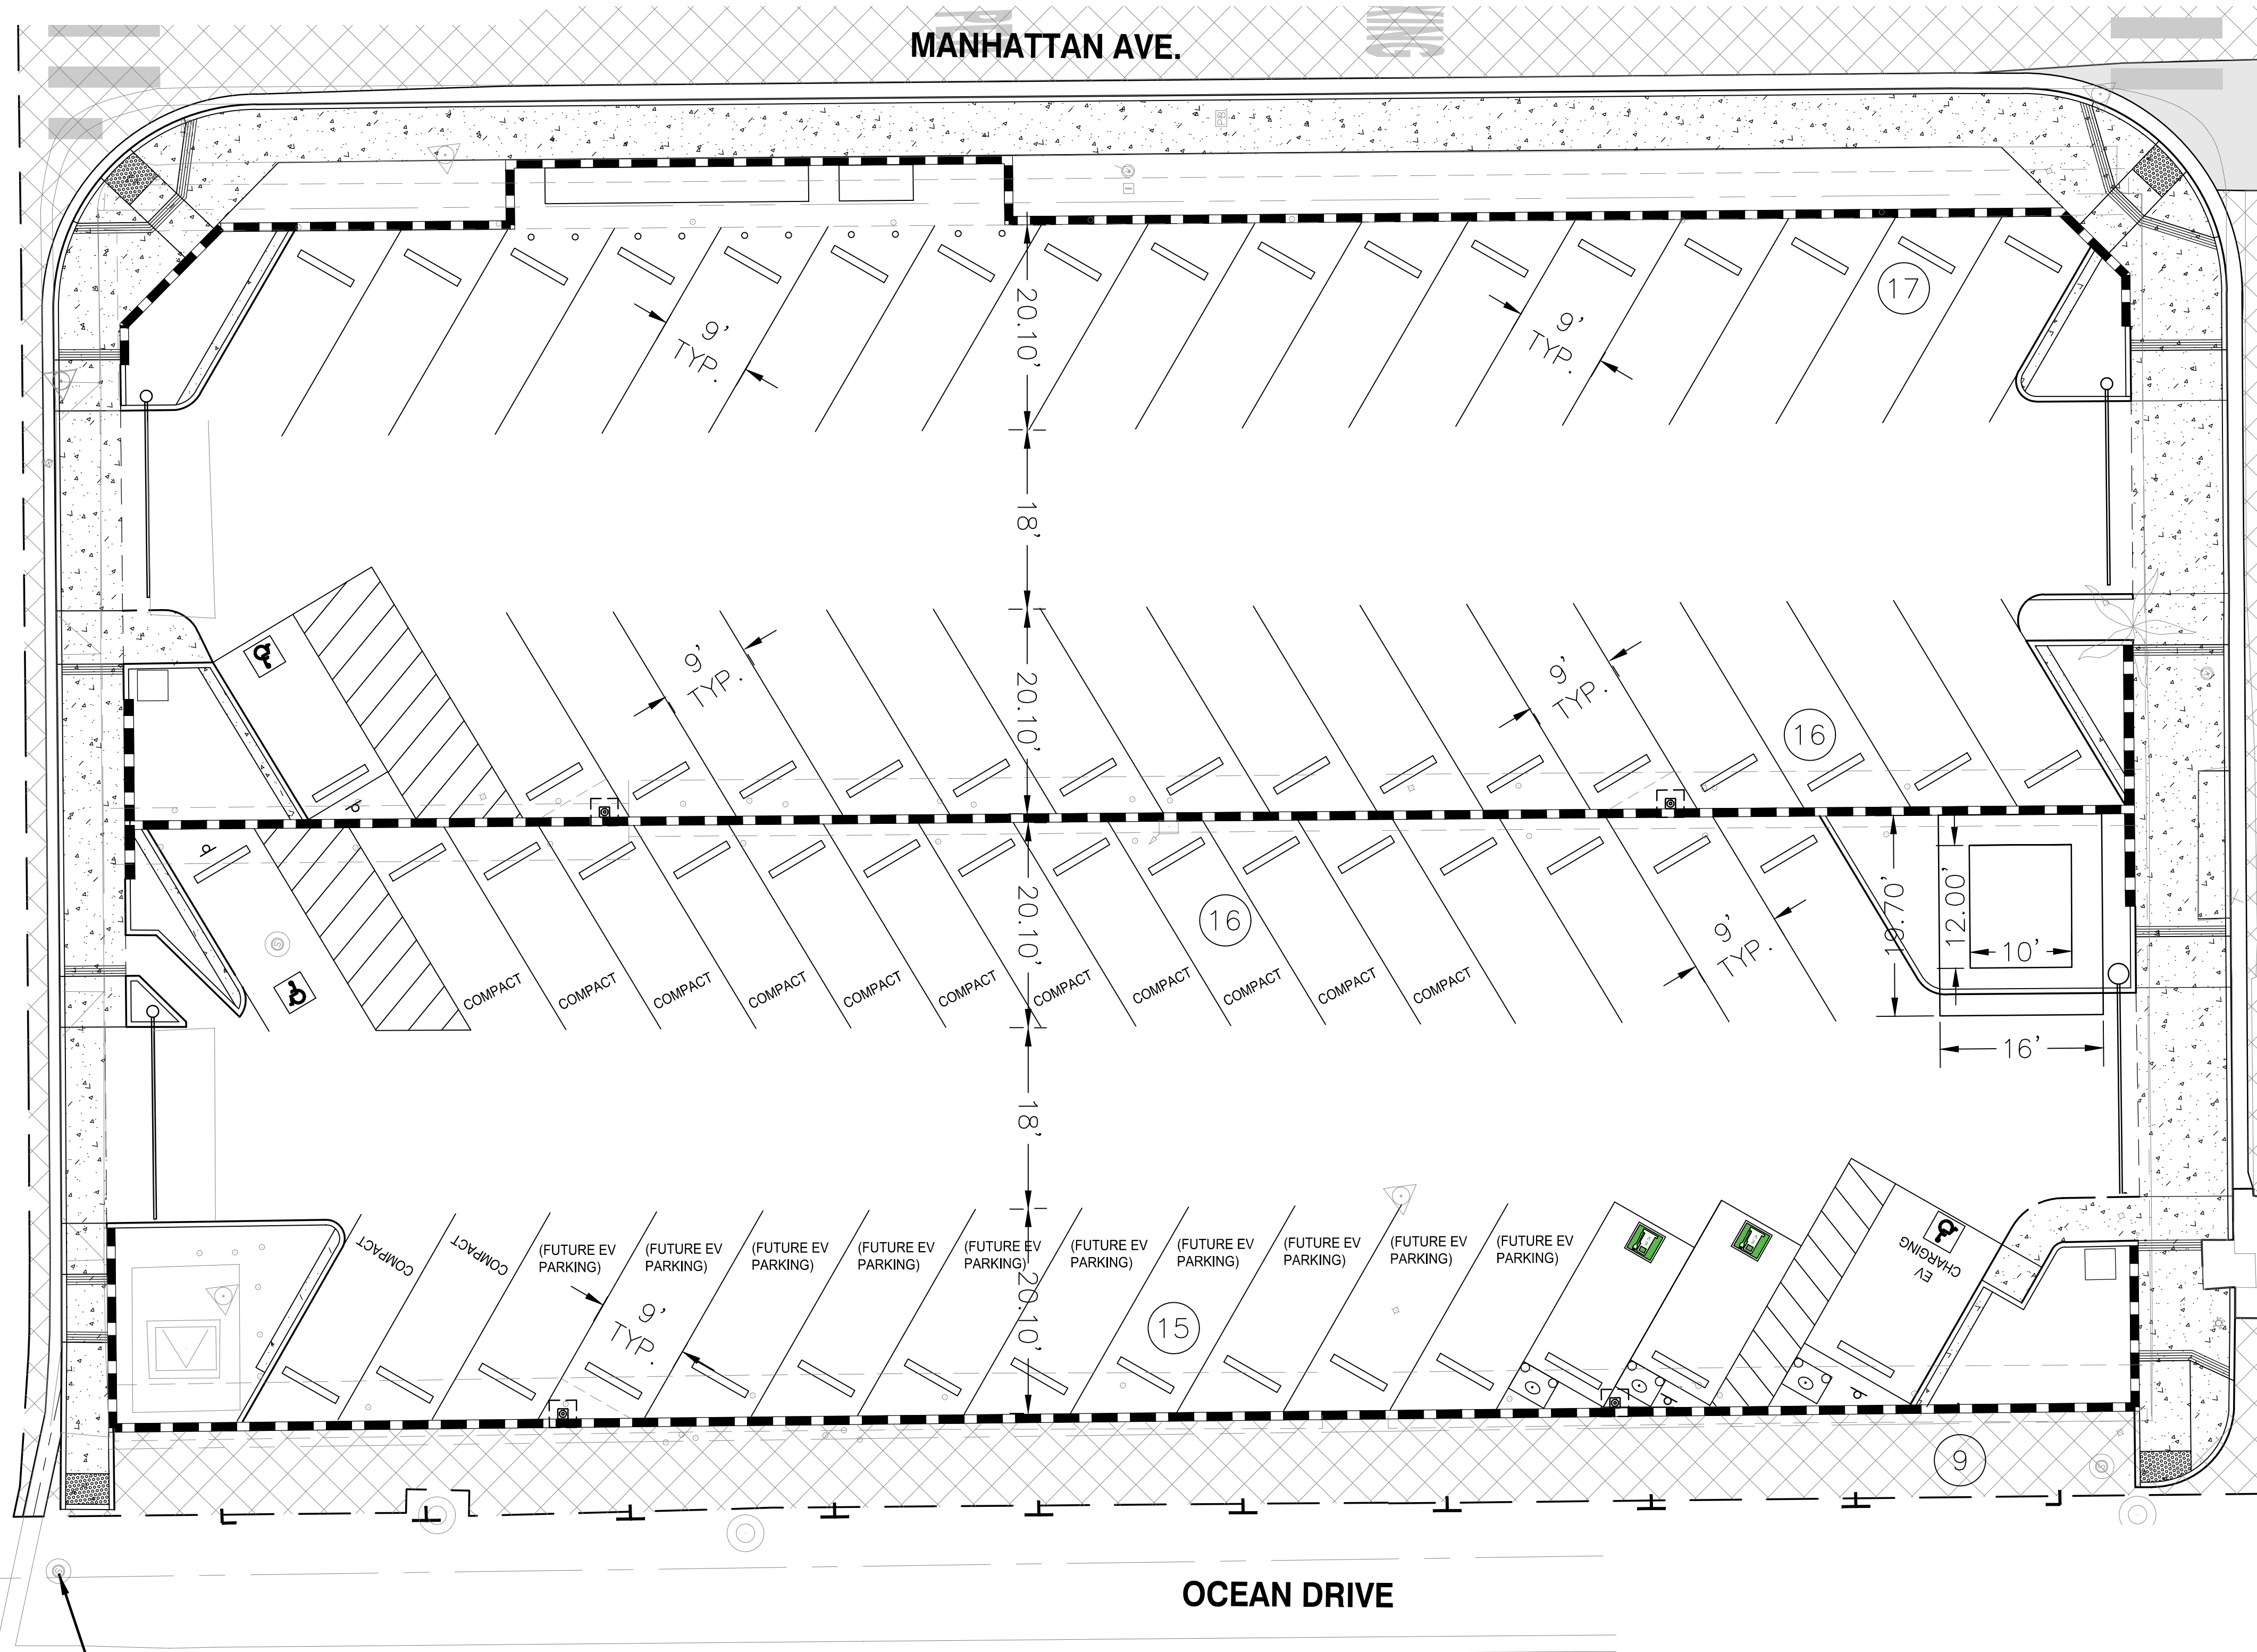 MANHATTAN AVE.
17
9'
TYP.
9'
TYP.
20.10'
18'
9'
TYP.
20.10'
9'
TYP.
16
20.10'
16
9'
TYP.
19.70'
12.00'
10'
16'
COMPACT
COMPACT
COMPACT
COMPACT
COMPACT
COMPACT
COMPACT
COMPACT
COMPACT
COMPACT
COMPACT
18'
COMPACT
COMPACT
(FUTURE EV
PARKING)
(FUTURE EV
PARKING)
(FUTURE EV
PARKING)
(FUTURE EV
PARKING)
(FUTURE EV
PARKING)
(FUTURE EV
PARKING)
(FUTURE EV
PARKING)
(FUTURE EV
PARKING)
(FUTURE EV
PARKING)
(FUTURE EV
PARKING)
EV
CHARGING
9'
TYP.
20.10'
15
9
OCEAN DRIVE